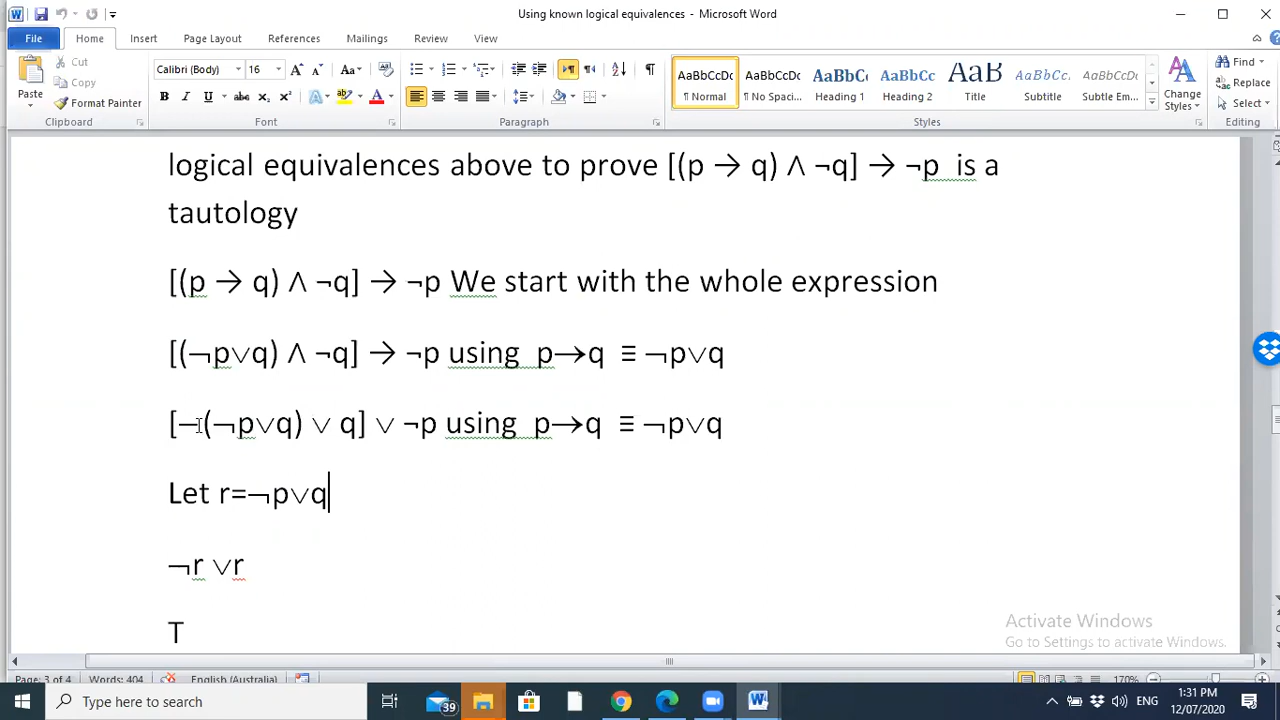 Using known logical equivalences - Microsoft Word
File Home Insert Page Layout References Mailings Review View
Cut
Copy
Format Painter
Paste
Calibri (Body) 16
AaBbCcDc AaBbCcDc AaBbC( AaBbCc AaB AaBbCc. AaBbCcD.
¶ Normal ¶ No Spaci... Heading 1 Heading 2 Title Subtitle Subtle Em...
Change Styles
Find
Replace
Select
Clipboard Font Paragraph Styles Editing
logical equivalences above to prove [(p → q) ∧ ¬q] → ¬p is a
tautology
[(p → q) ∧ ¬q] → ¬p We start with the whole expression
[(¬p∨q) ∧ ¬q] → ¬p using p→q ≡ ¬p∨q
[¬(¬p∨q) ∨ q] ∨ ¬p using p→q ≡ ¬p∨q
Let r=¬p∨q
¬r ∨r
T
Activate Windows
Go to Settings to activate Windows.
Page: 3 of 4 Words: 404 English (Australia) 170%
Type here to search
39
ENG
1:31 PM
12/07/2020